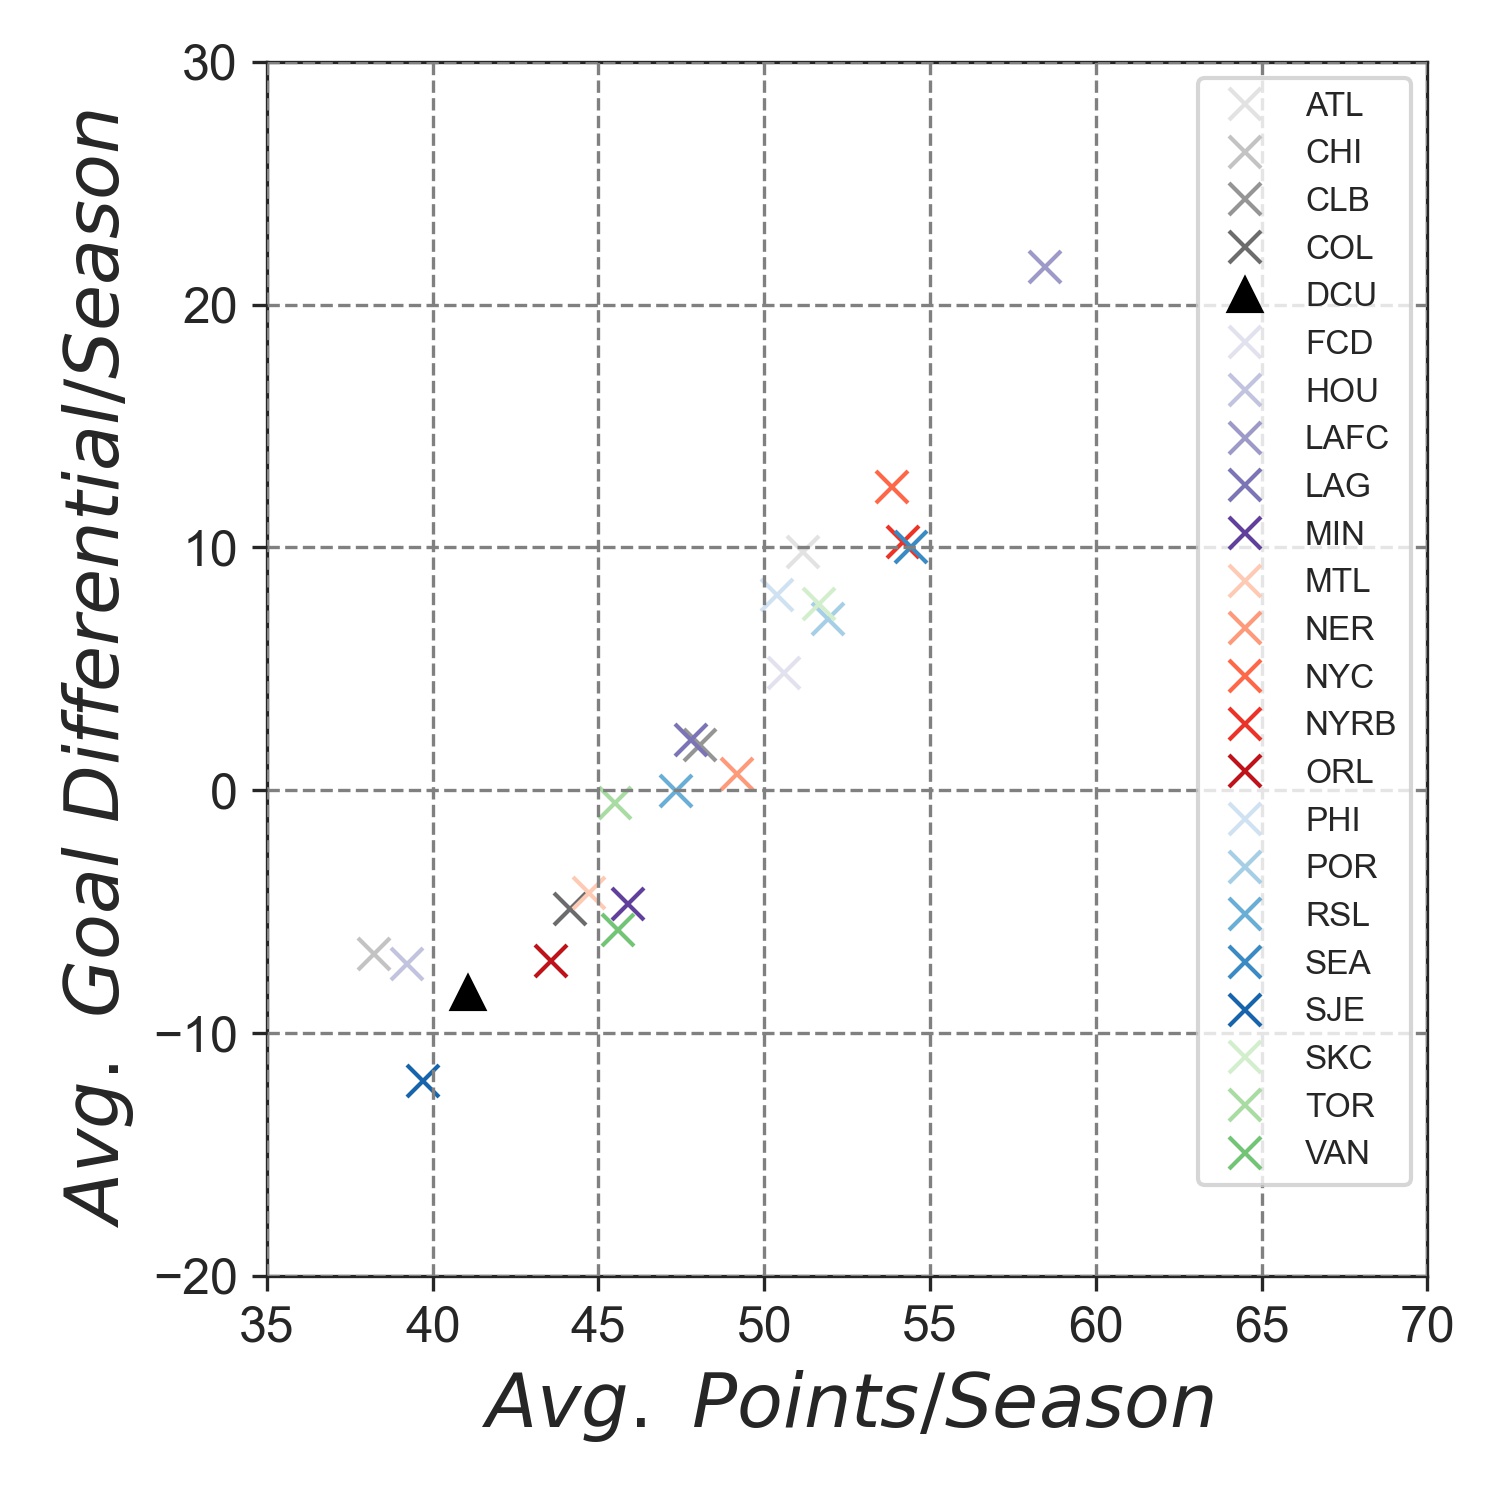 30
20
10
0
−10
−20
35 40 45 50 55 60 65 70
Avg. Goal Differential/Season
Avg. Points/Season
ATL
CHI
CLB
COL
DCU
FCD
HOU
LAFC
LAG
MIN
MTL
NER
NYC
NYRB
ORL
PHI
POR
RSL
SEA
SJE
SKC
TOR
VAN